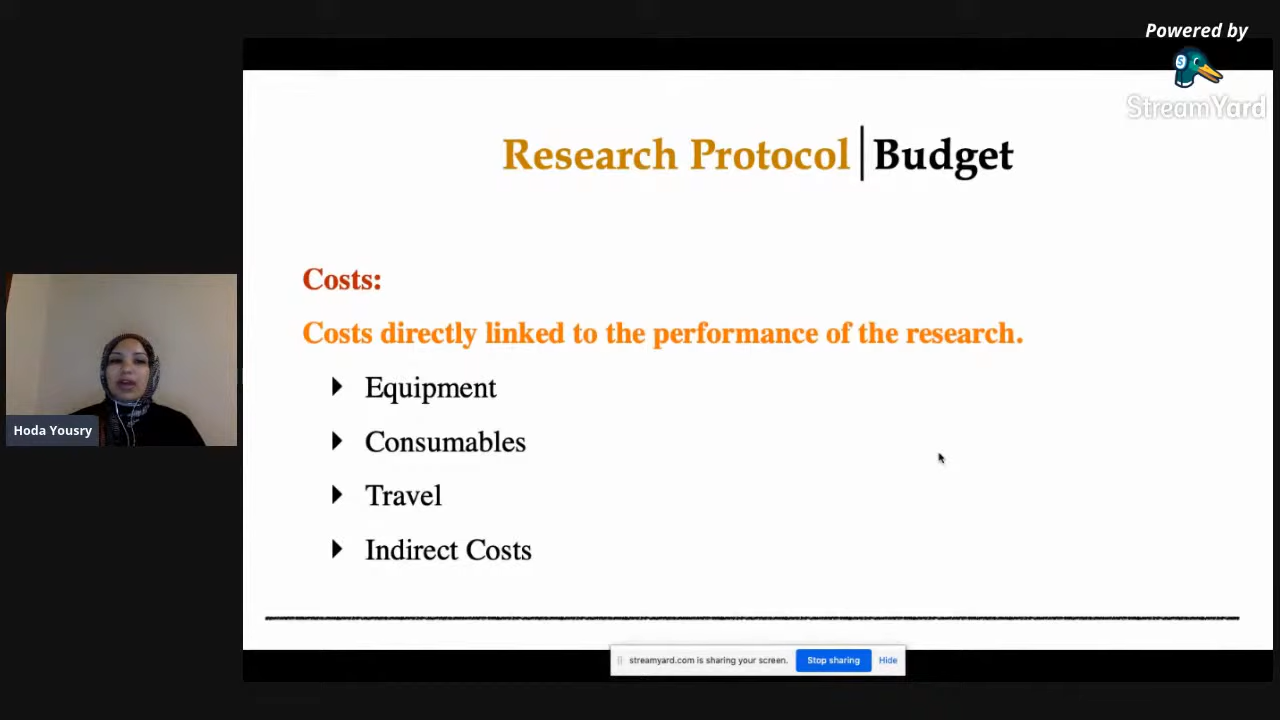 Powered by
StreamYard
Research Protocol|Budget
Costs:
Costs directly linked to the performance of the research.
Equipment
Consumables
Travel
Indirect Costs
Hoda Yousry
streamyard.com is sharing your screen. Stop sharing Hide